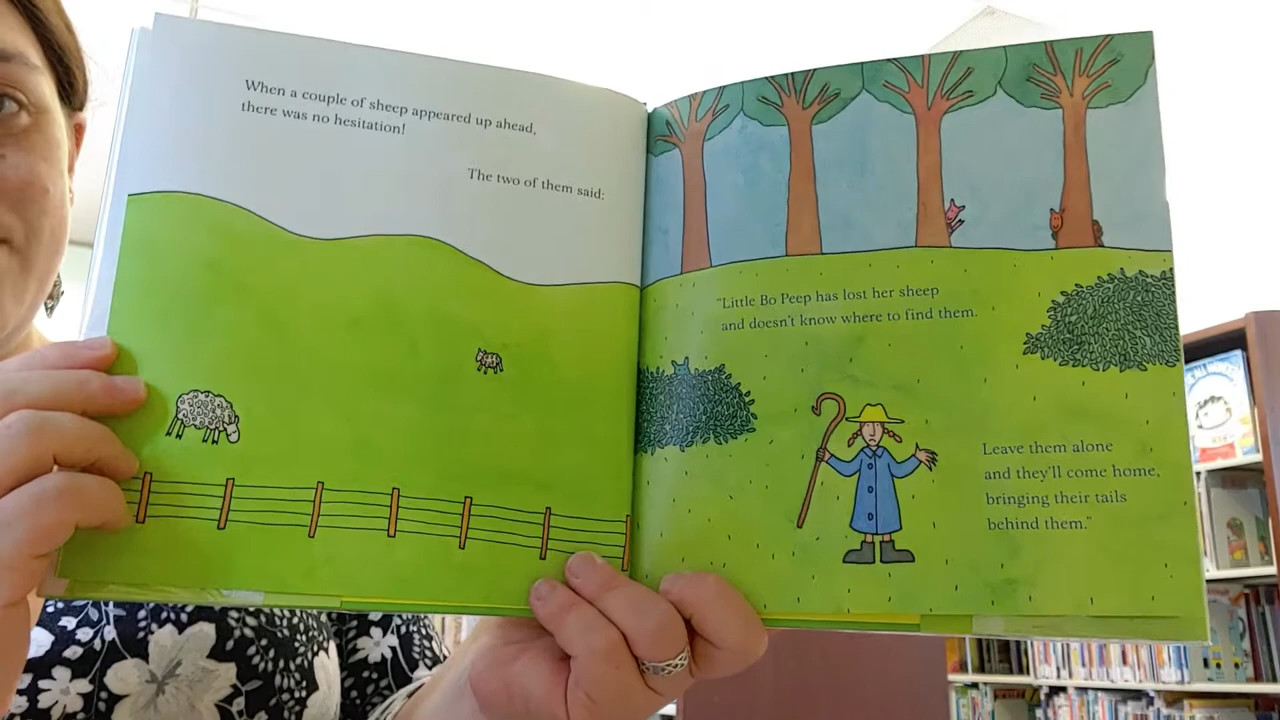 When a couple of sheep appeared up ahead,
there was no hesitation!
The two of them said:
"Little Bo Peep has lost her sheep
and doesn't know where to find them.
Leave them alone
and they'll come home,
bringing their tails
behind them."